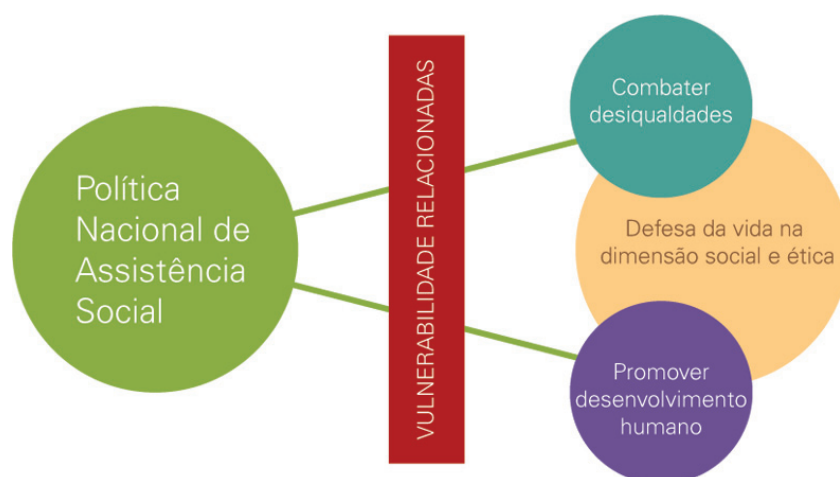 Política
Nacional de
Assistência
Social
VULNERABILIDADE RELACIONADAS
Combater
desiqualdades
Defesa da vida na
dimensão social e ética
Promover
desenvolvimento
humano